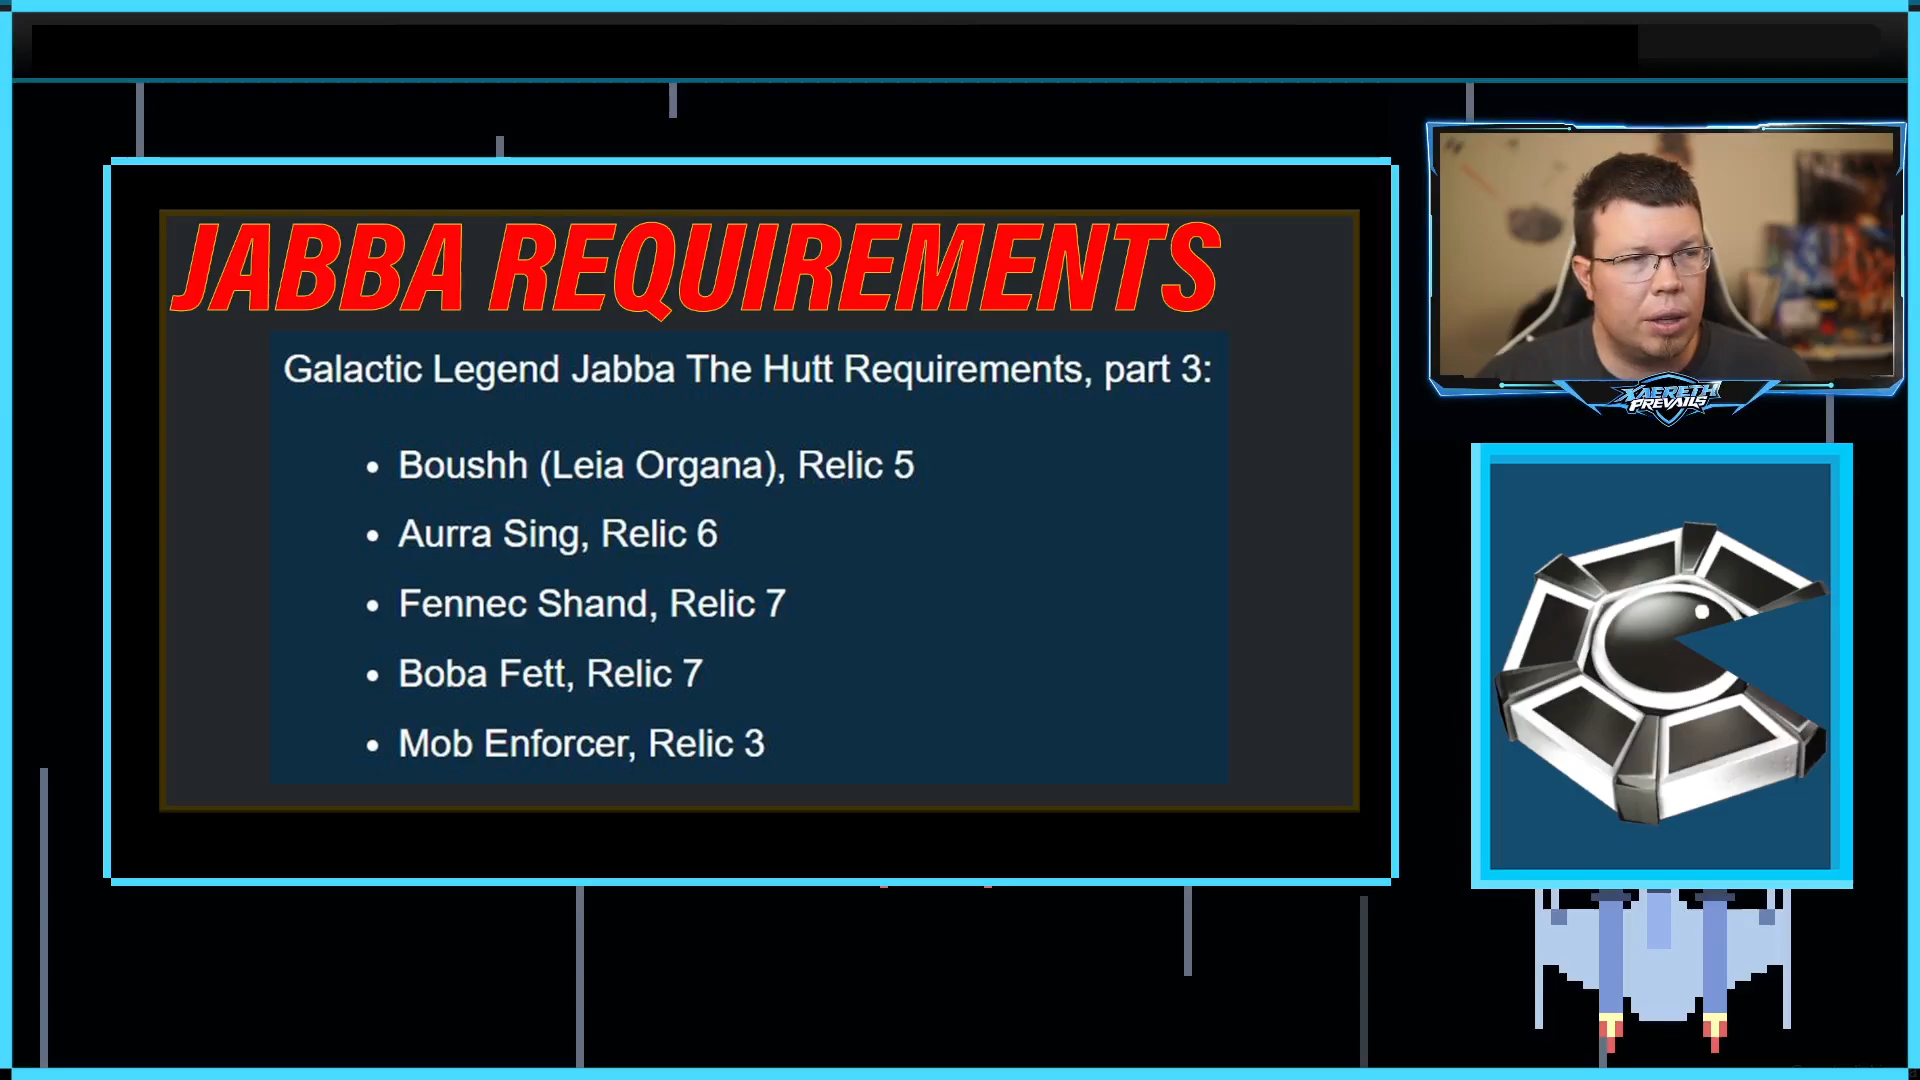 JABBA REQUIREMENTS
Galactic Legend Jabba The Hutt Requirements, part 3:
• Boushh (Leia Organa), Relic 5
• Aurra Sing, Relic 6
• Fennec Shand, Relic 7
• Boba Fett, Relic 7
• Mob Enforcer, Relic 3
XAERETH
PREVAILS